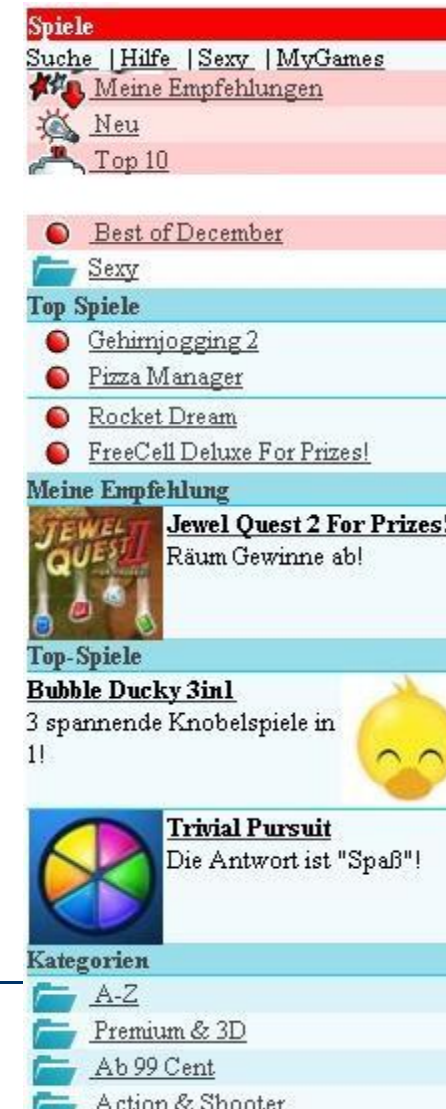 Spiele
Suche | Hilfe | Sexy | MyGames
Meine Empfehlungen
Neu
Top 10
Best of December
Sexy
Top Spiele
Gehirnjogging 2
Pizza Manager
Rocket Dream
FreeCell Deluxe For Prizes!
Meine Empfehlung
JEWEL QUEST II
Jewel Quest 2 For Prizes!
Räum Gewinne ab!
Top-Spiele
Bubble Ducky 3in1
3 spannende Knobelspiele in
1!
Trivial Pursuit
Die Antwort ist "Spaß"!
Kategorien
A-Z
Premium & 3D
Ab 99 Cent
Action & Shooter